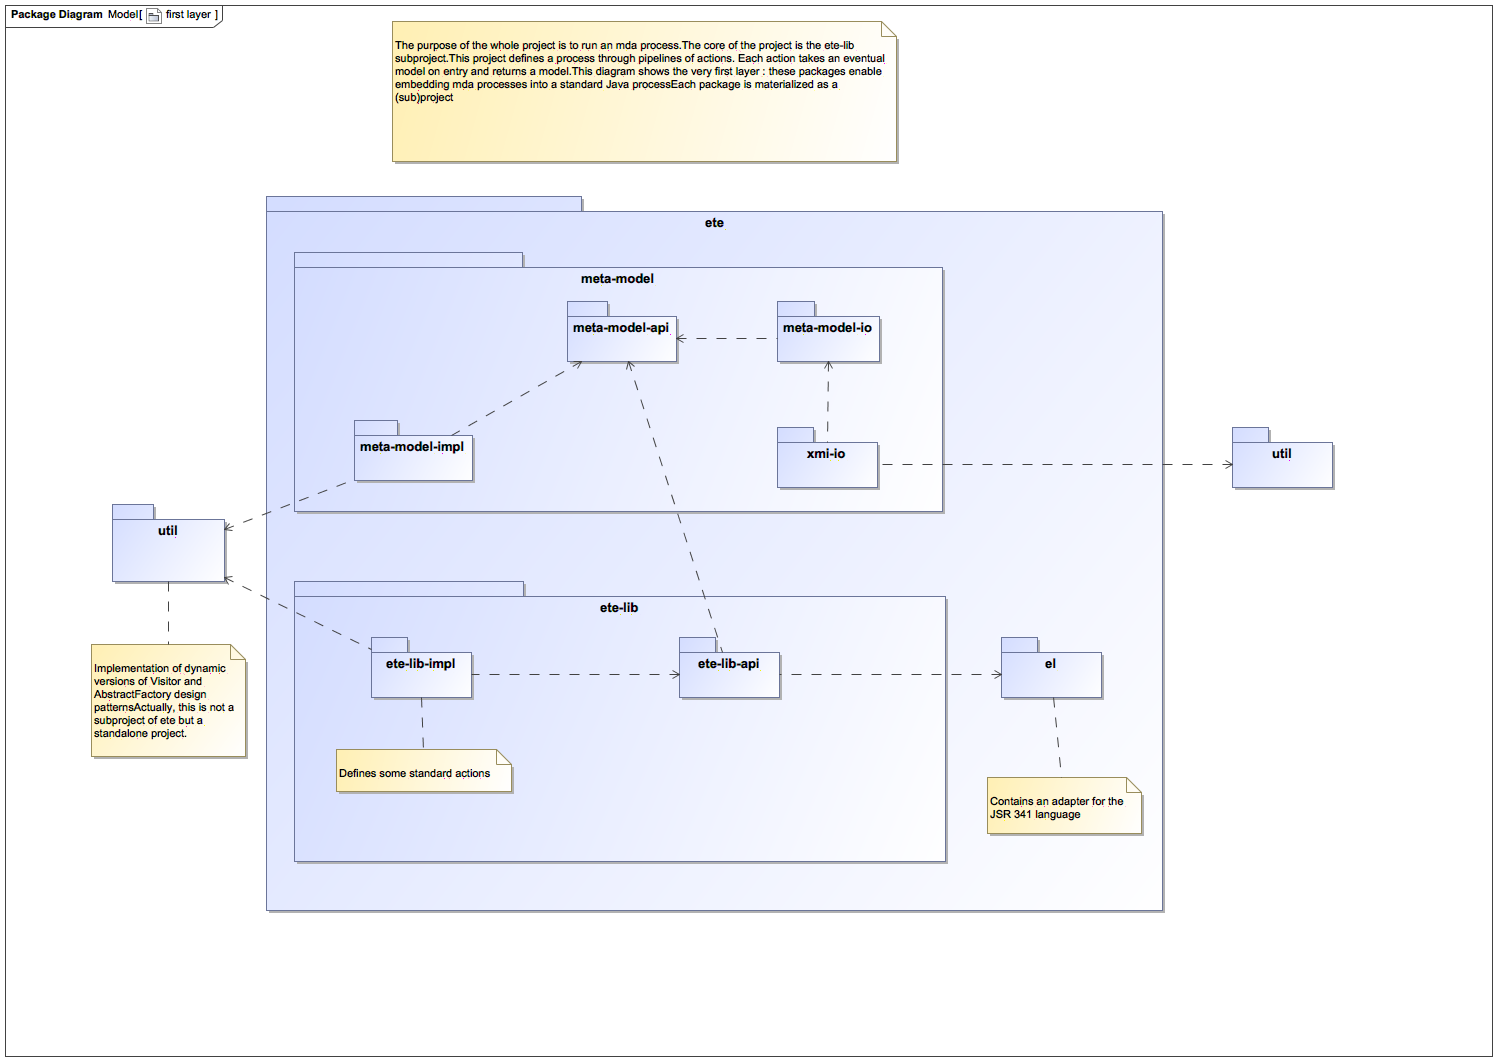 Package Diagram Model[ first layer ]
The purpose of the whole project is to run an mda process.The core of the project is the ete-lib
subproject.This project defines a process through pipelines of actions. Each action takes an eventual
model on entry and returns a model.This diagram shows the very first layer : these packages enable
embedding mda processes into a standard Java processEach package is materialized as a
(sub)project
ete
meta-model
meta-model-api
meta-model-io
meta-model-impl
xmi-io
util
util
ete-lib
ete-lib-impl
ete-lib-api
el
Implementation of dynamic
versions of Visitor and
AbstractFactory design
patternsActually, this is not a
subproject of ete but a
standalone project.
Defines some standard actions
Contains an adapter for the
JSR 341 language